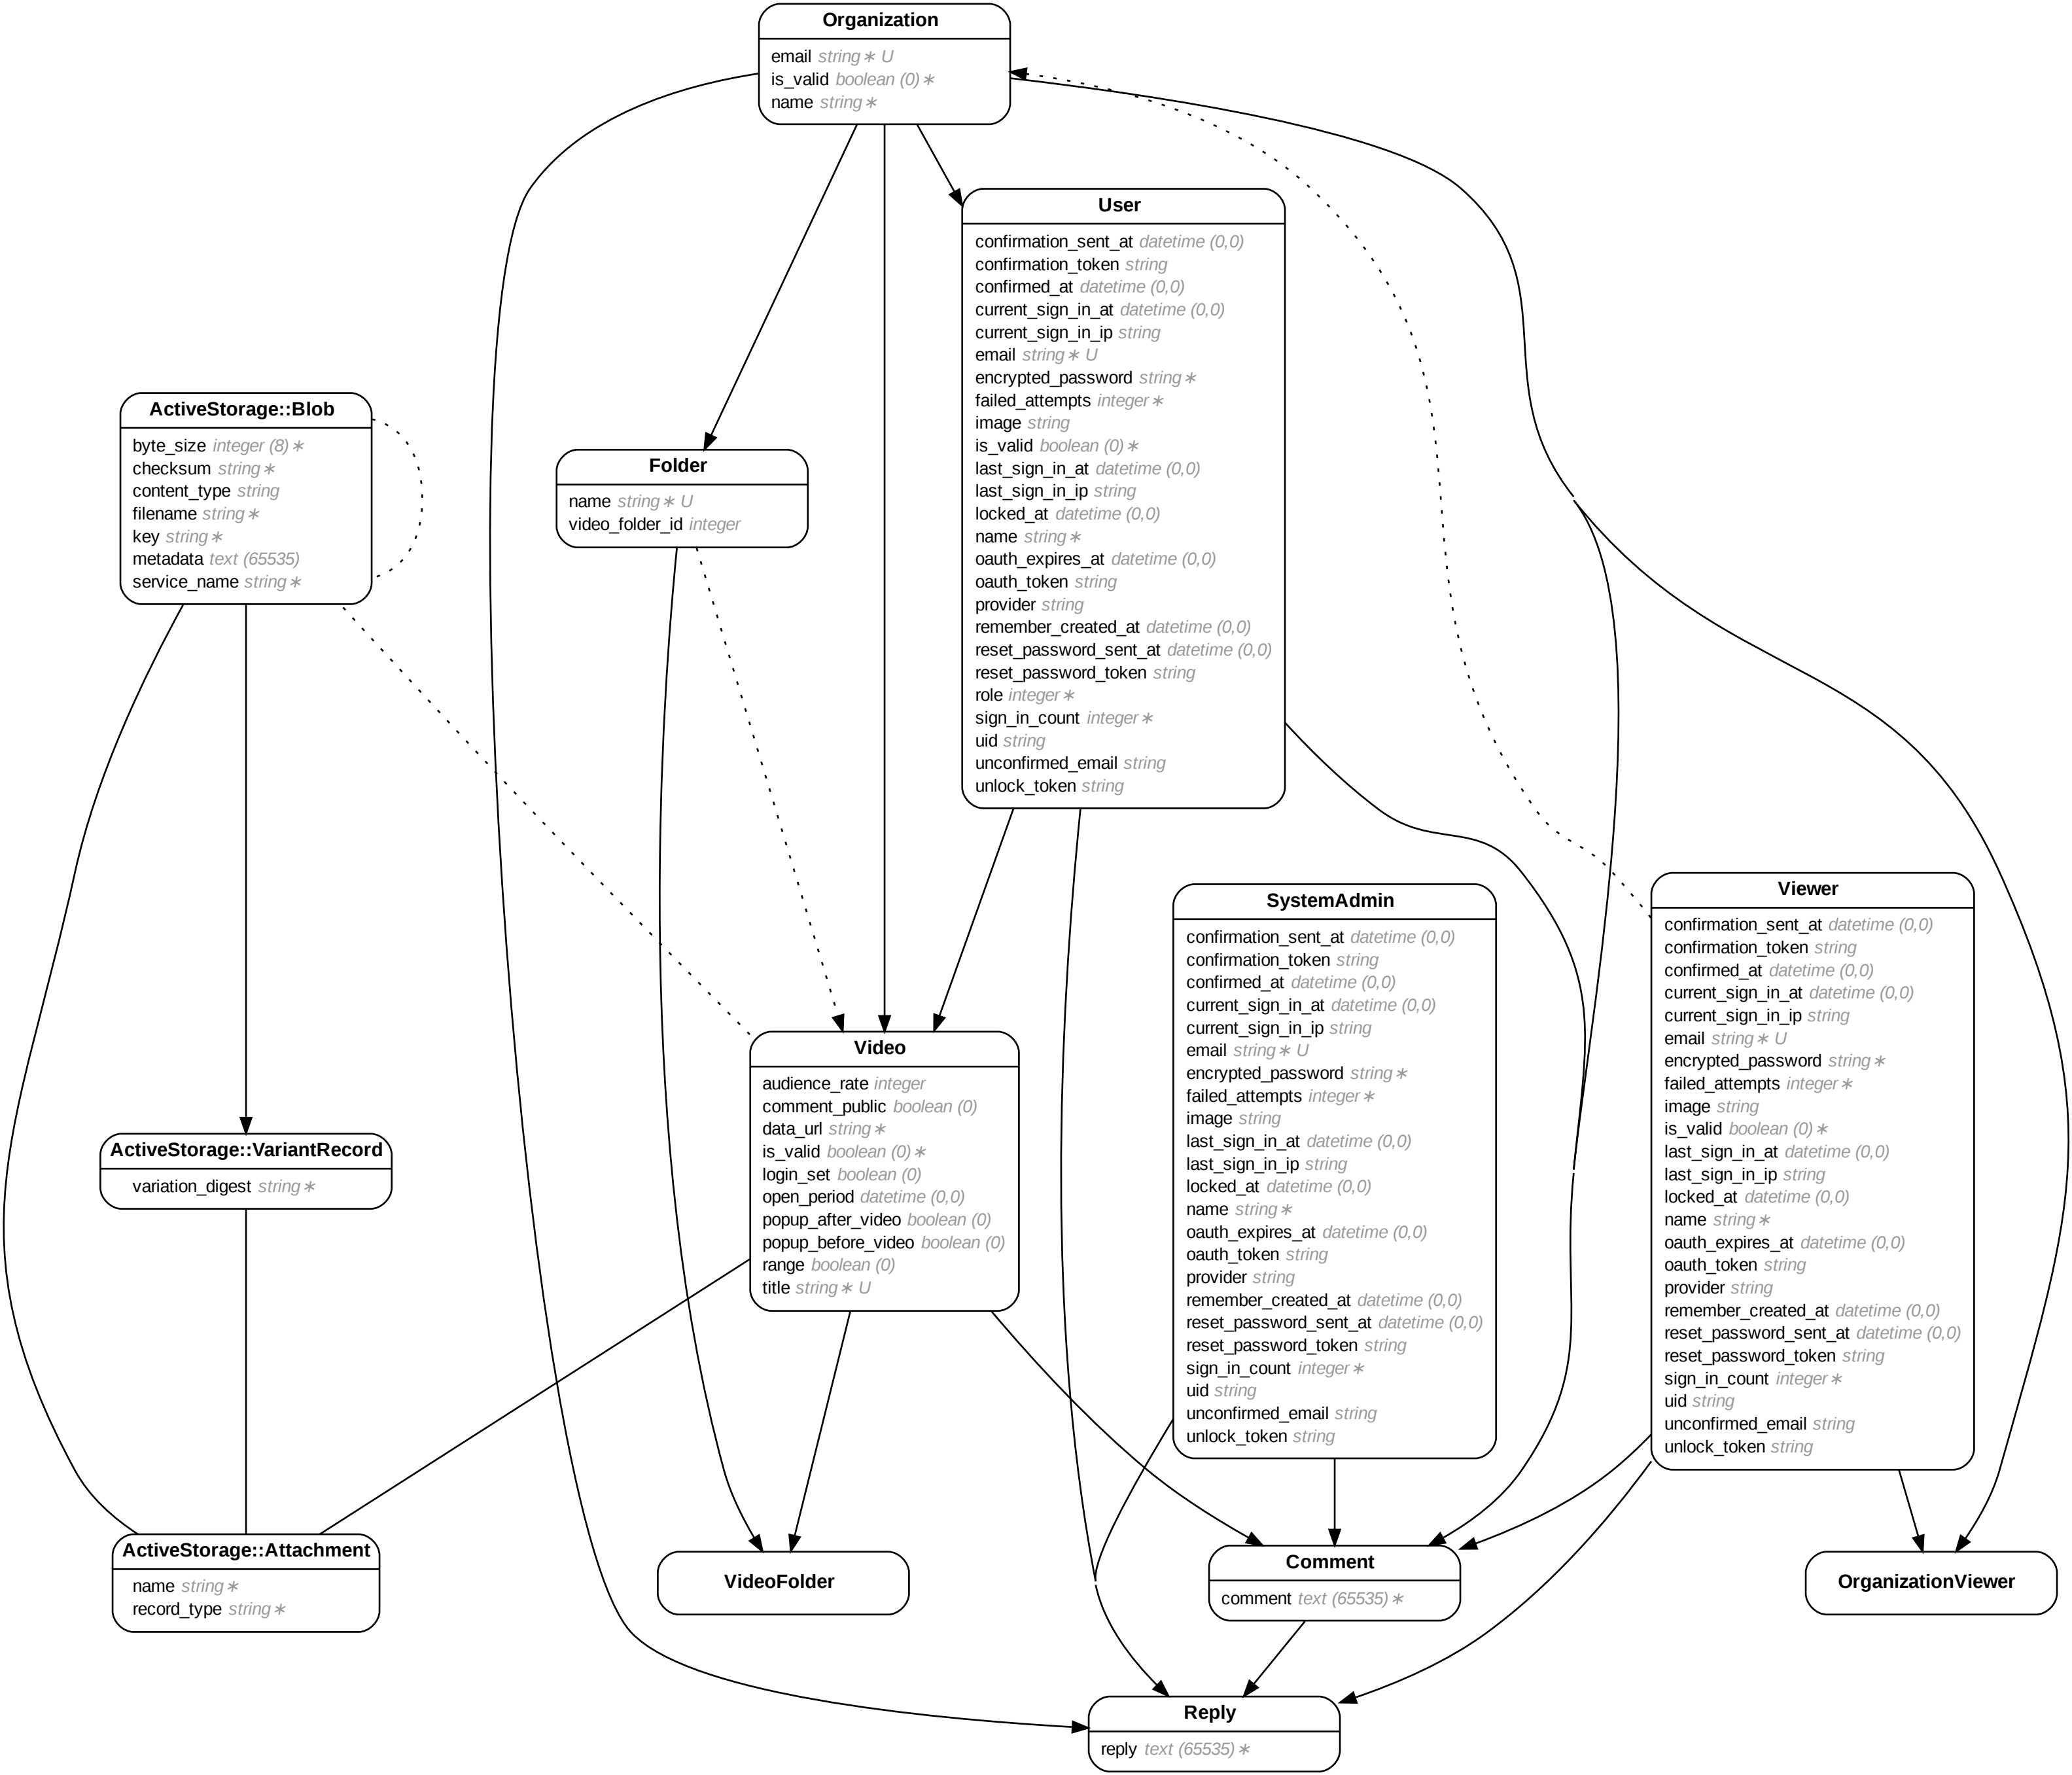 Organization
email string∗ U
is_valid boolean (0)∗
name string∗
User
confirmation_sent_at datetime (0,0)
confirmation_token string
confirmed_at datetime (0,0)
current_sign_in_at datetime (0,0)
current_sign_in_ip string
email string∗ U
encrypted_password string∗
failed_attempts integer∗
image string
is_valid boolean (0)∗
last_sign_in_at datetime (0,0)
last_sign_in_ip string
locked_at datetime (0,0)
name string∗
oauth_expires_at datetime (0,0)
oauth_token string
provider string
remember_created_at datetime (0,0)
reset_password_sent_at datetime (0,0)
reset_password_token string
role integer∗
sign_in_count integer∗
uid string
unconfirmed_email string
unlock_token string
ActiveStorage::Blob
byte_size integer (8)∗
checksum string∗
content_type string
filename string∗
key string∗
metadata text (65535)
service_name string∗
Folder
name string∗ U
video_folder_id integer
SystemAdmin
confirmation_sent_at datetime (0,0)
confirmation_token string
confirmed_at datetime (0,0)
current_sign_in_at datetime (0,0)
current_sign_in_ip string
email string∗ U
encrypted_password string∗
failed_attempts integer∗
image string
last_sign_in_at datetime (0,0)
last_sign_in_ip string
locked_at datetime (0,0)
name string∗
oauth_expires_at datetime (0,0)
oauth_token string
provider string
remember_created_at datetime (0,0)
reset_password_sent_at datetime (0,0)
reset_password_token string
sign_in_count integer∗
uid string
unconfirmed_email string
unlock_token string
Viewer
confirmation_sent_at datetime (0,0)
confirmation_token string
confirmed_at datetime (0,0)
current_sign_in_at datetime (0,0)
current_sign_in_ip string
email string∗ U
encrypted_password string∗
failed_attempts integer∗
image string
is_valid boolean (0)∗
last_sign_in_at datetime (0,0)
last_sign_in_ip string
locked_at datetime (0,0)
name string∗
oauth_expires_at datetime (0,0)
oauth_token string
provider string
remember_created_at datetime (0,0)
reset_password_sent_at datetime (0,0)
reset_password_token string
sign_in_count integer∗
uid string
unconfirmed_email string
unlock_token string
Video
audience_rate integer
comment_public boolean (0)
data_url string∗
is_valid boolean (0)∗
login_set boolean (0)
open_period datetime (0,0)
popup_after_video boolean (0)
popup_before_video boolean (0)
range boolean (0)
title string∗ U
ActiveStorage::VariantRecord
variation_digest string∗
ActiveStorage::Attachment
name string∗
record_type string∗
VideoFolder
Comment
comment text (65535)∗
OrganizationViewer
Reply
reply text (65535)∗